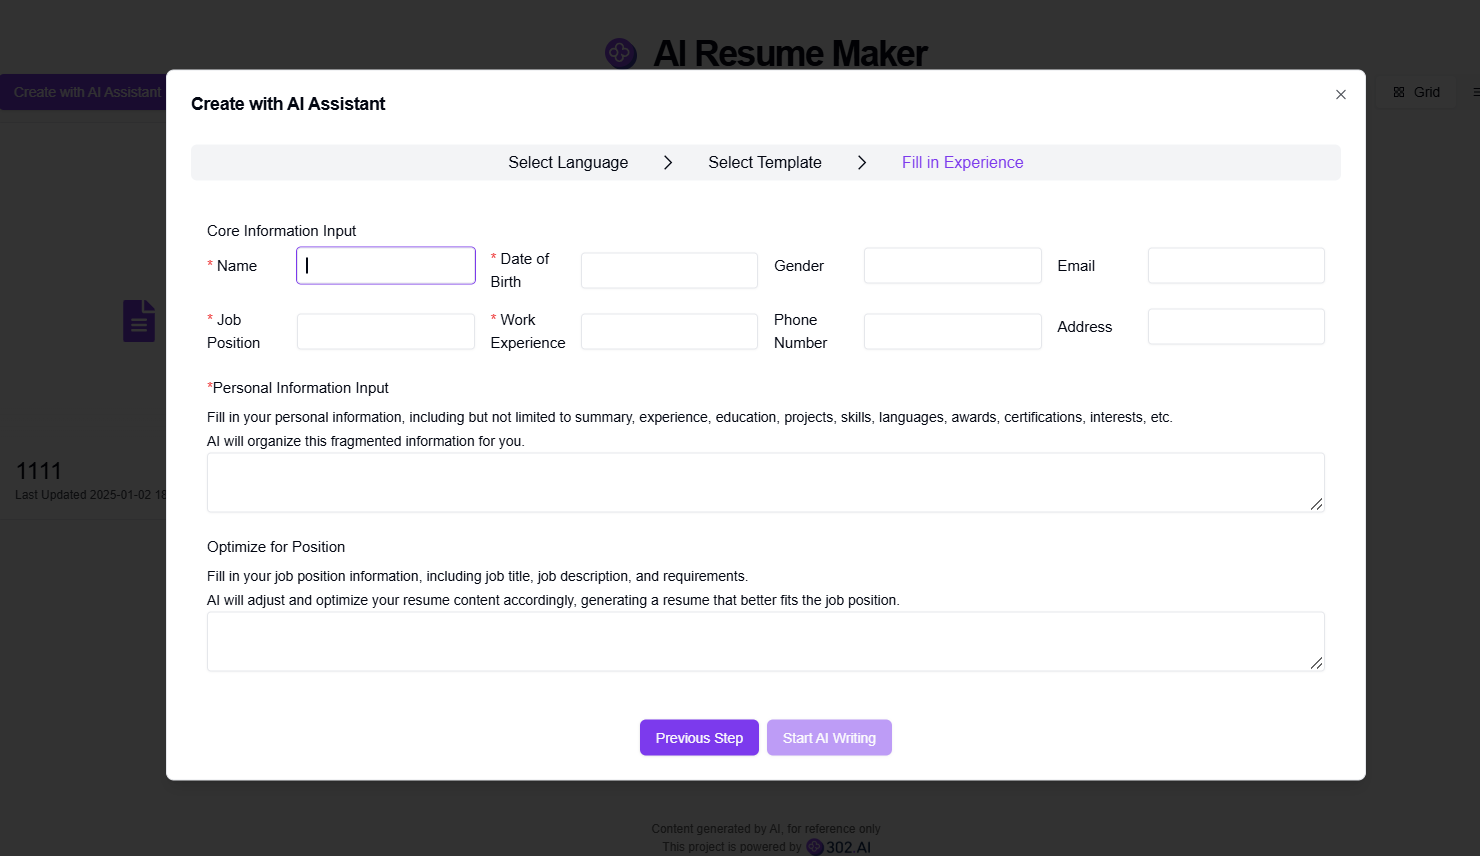 AI Resume Maker
Create with AI Assistant
Grid
Create with AI Assistant
Select Language > Select Template > Fill in Experience
Core Information Input
* Name
* Date of
Birth
Gender
Email
* Job
Position
* Work
Experience
Phone
Number
Address
*Personal Information Input
Fill in your personal information, including but not limited to summary, experience, education, projects, skills, languages, awards, certifications, interests, etc.
AI will organize this fragmented information for you.
1111
Last Updated 2025-01-02 18
Optimize for Position
Fill in your job position information, including job title, job description, and requirements.
AI will adjust and optimize your resume content accordingly, generating a resume that better fits the job position.
Previous Step
Start AI Writing
Content generated by AI, for reference only
This project is powered by 302.AI